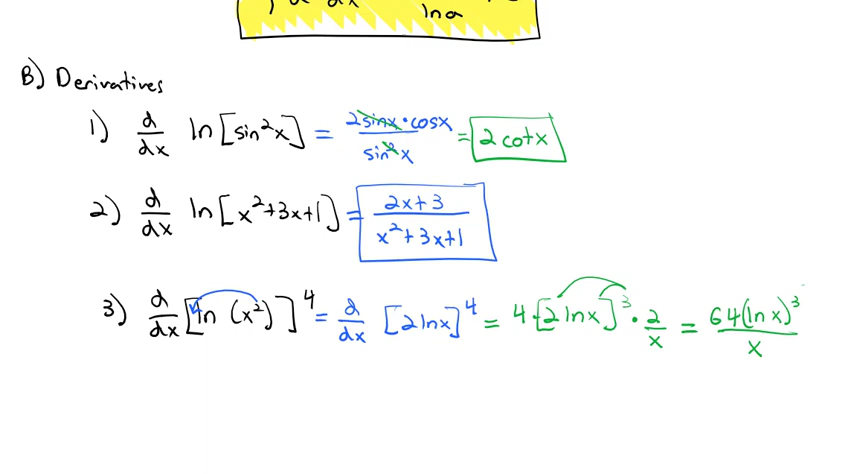 ln a
B) Derivatives
1) d/dx ln[sin²x] = 2sinx·cosx / sin²x = 2cotx
2) d/dx ln[x²+3x+1] = 2x+3 / x²+3x+1
3) d/dx [ln (x²)]⁴ = d/dx [2lnx]⁴ = 4·[2lnx]³ · 2/x = 64(lnx)³ / x